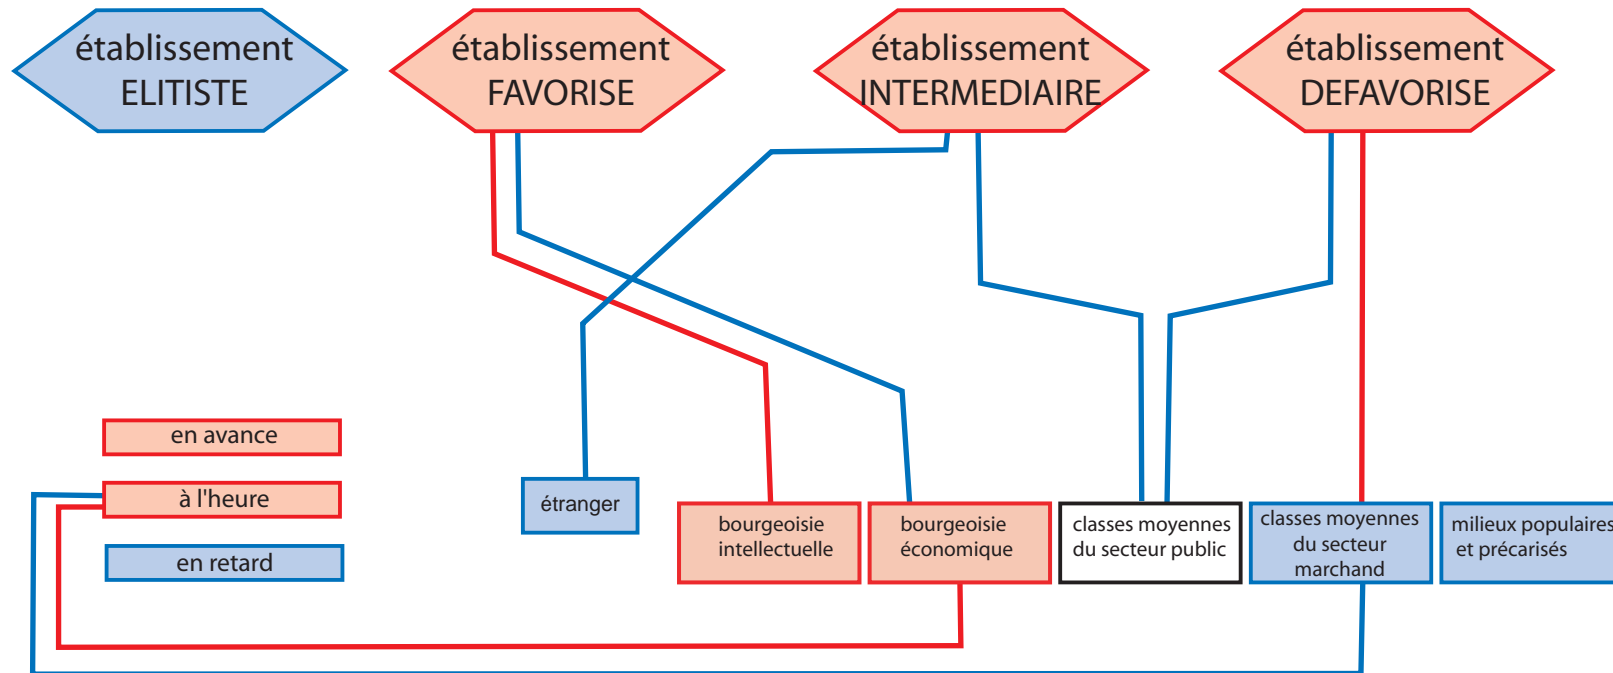 établissement
ELITISTE
établissement
FAVORISE
établissement
INTERMEDIAIRE
établissement
DEFAVORISE
en avance
à l'heure
en retard
étranger
bourgeoisie
intellectuelle
bourgeoisie
économique
classes moyennes
du secteur public
classes moyennes
du secteur
marchand
milieux populaires
et précarisés